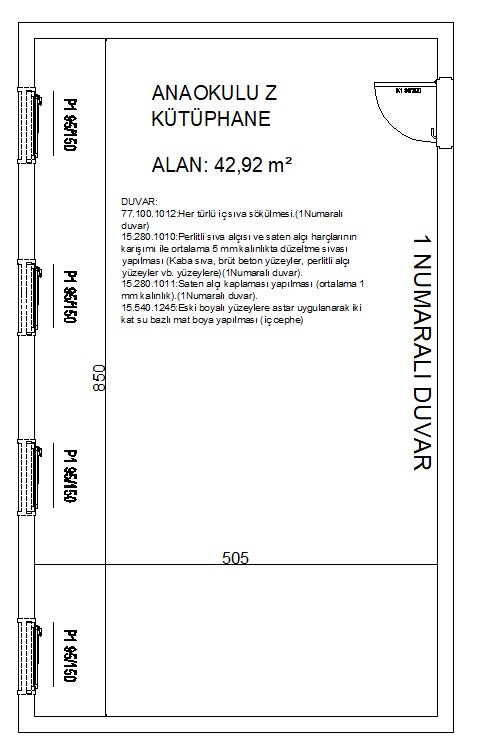 ANAOKULU Z
KÜTÜPHANE
ALAN: 42,92 m²
DUVAR:
77.100.1012:Her türlü iç sıva sökülmesi.(1Numaralı
duvar)
15.280.1010:Perlitli sıva alçısı ve saten alçı harçlarının
karışımı ile ortalama 5 mm kalınlıkta düzeltme sıvası
yapılması (Kaba sıva, brüt beton yüzeyler, perlitli alçı
yüzeyler vb. yüzeylere)(1Numaralı duvar).
15.280.1011:Saten alçı kaplaması yapılması (ortalama 1
mm kalınlık).(1Numaralı duvar).
15.540.1245:Eski boyalı yüzeylere astar uygulanarak iki
kat su bazlı mat boya yapılması (iç cephe)
1 NUMARALI DUVAR
850
505
P1 95/150
P1 95/150
P1 95/150
P1 95/150